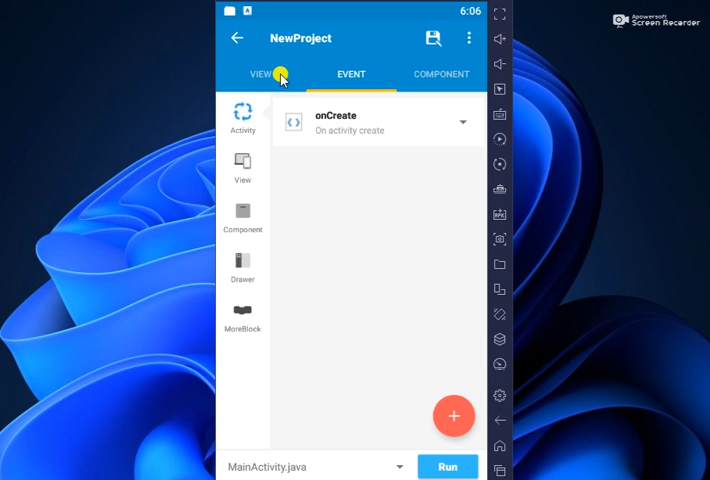 6:06
Apowersoft
Screen Recorder
NewProject
VIEW
EVENT
COMPONENT
Activity
onCreate
On activity create
View
Component
Drawer
MoreBlock
+
MainActivity.java
Run
APK